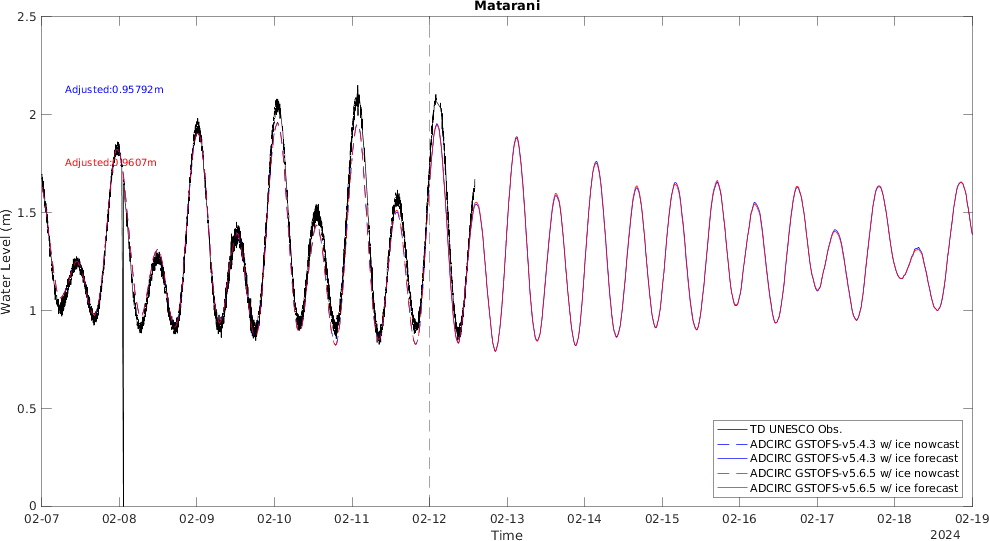 Matarani
2.5
2
1.5
1
0.5
0
Water Level (m)
Adjusted:0.95792m
Adjusted:0.9607m
TD UNESCO Obs.
ADCIRC GSTOFS-v5.4.3 w/ ice nowcast
ADCIRC GSTOFS-v5.4.3 w/ ice forecast
ADCIRC GSTOFS-v5.6.5 w/ ice nowcast
ADCIRC GSTOFS-v5.6.5 w/ ice forecast
02-07 02-08 02-09 02-10 02-11 02-12 02-13 02-14 02-15 02-16 02-17 02-18 02-19
Time
2024